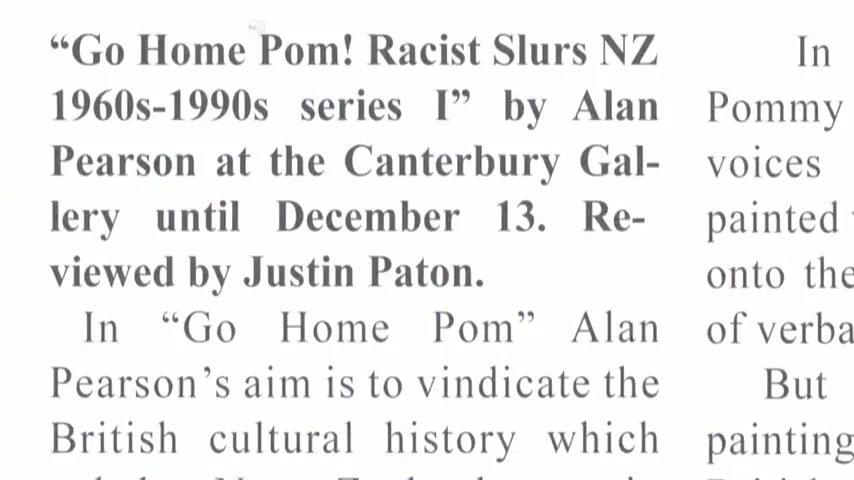 “Go Home Pom! Racist Slurs NZ
1960s-1990s series I” by Alan
Pearson at the Canterbury Gal-
lery until December 13. Re-
viewed by Justin Paton.
In “Go Home Pom” Alan
Pearson’s aim is to vindicate the
British cultural history which
In
Pommy
voices
painted
onto the
of verba
But
painting